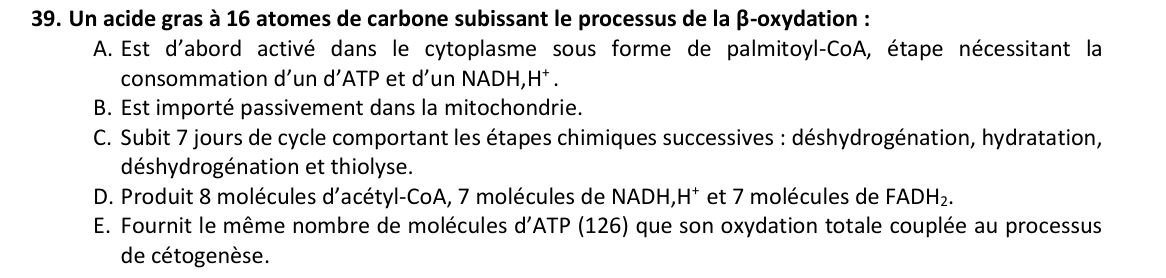 39. Un acide gras à 16 atomes de carbone subissant le processus de la β-oxydation :
A. Est d’abord activé dans le cytoplasme sous forme de palmitoyl-CoA, étape nécessitant la
consommation d’un d’ATP et d’un NADH,H⁺ .
B. Est importé passivement dans la mitochondrie.
C. Subit 7 jours de cycle comportant les étapes chimiques successives : déshydrogénation, hydratation,
déshydrogénation et thiolyse.
D. Produit 8 molécules d’acétyl-CoA, 7 molécules de NADH,H⁺ et 7 molécules de FADH₂.
E. Fournit le même nombre de molécules d’ATP (126) que son oxydation totale couplée au processus
de cétogenèse.